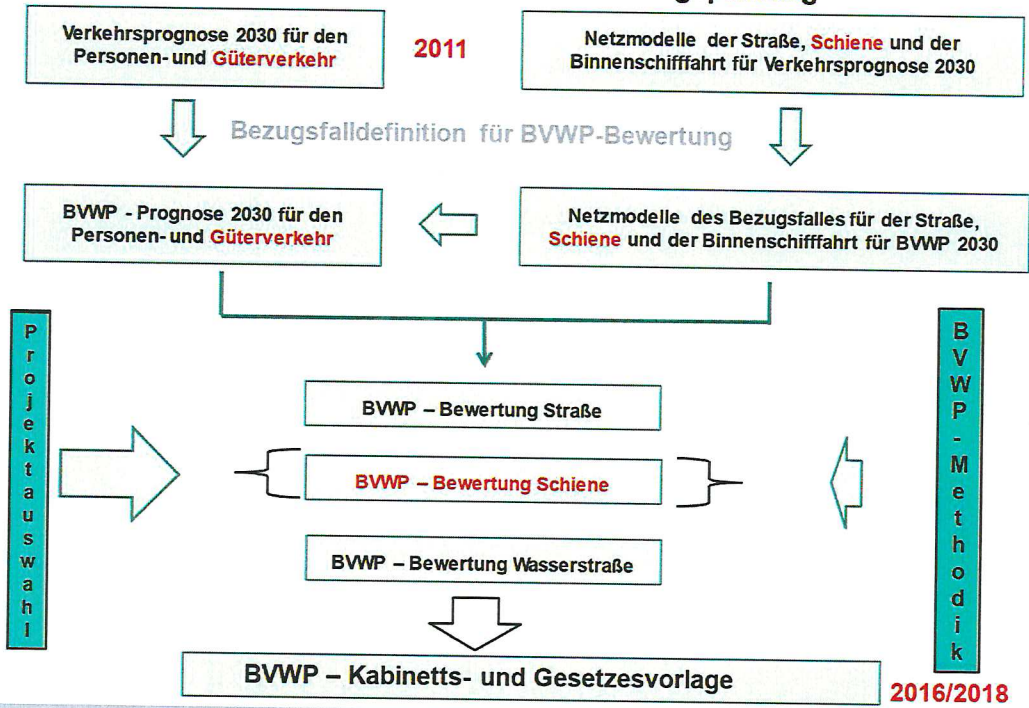 Verkehrsprognose 2030 für den
Personen- und Güterverkehr
2011
Netzmodelle der Straße, Schiene und der
Binnenschifffahrt für Verkehrsprognose 2030
Bezugsfalldefinition für BVWP-Bewertung
BVWP - Prognose 2030 für den
Personen- und Güterverkehr
Netzmodelle des Bezugsfalles für der Straße,
Schiene und der Binnenschifffahrt für BVWP 2030
Projektauswahl
BVWP – Bewertung Straße
BVWP – Bewertung Schiene
BVWP – Bewertung Wasserstraße
BVWP-Methodik
BVWP – Kabinetts- und Gesetzesvorlage
2016/2018